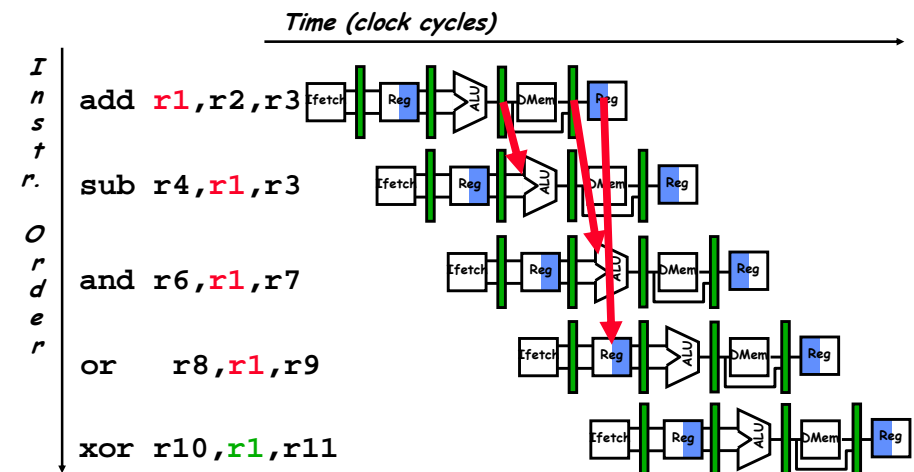 Time (clock cycles)
Instr. Order
add r1,r2,r3 Ifetch Reg ALU DMem Reg
sub r4,r1,r3 Ifetch Reg ALU DMem Reg
and r6,r1,r7 Ifetch Reg ALU DMem Reg
or r8,r1,r9 Ifetch Reg ALU DMem Reg
xor r10,r1,r11 Ifetch Reg ALU DMem Reg